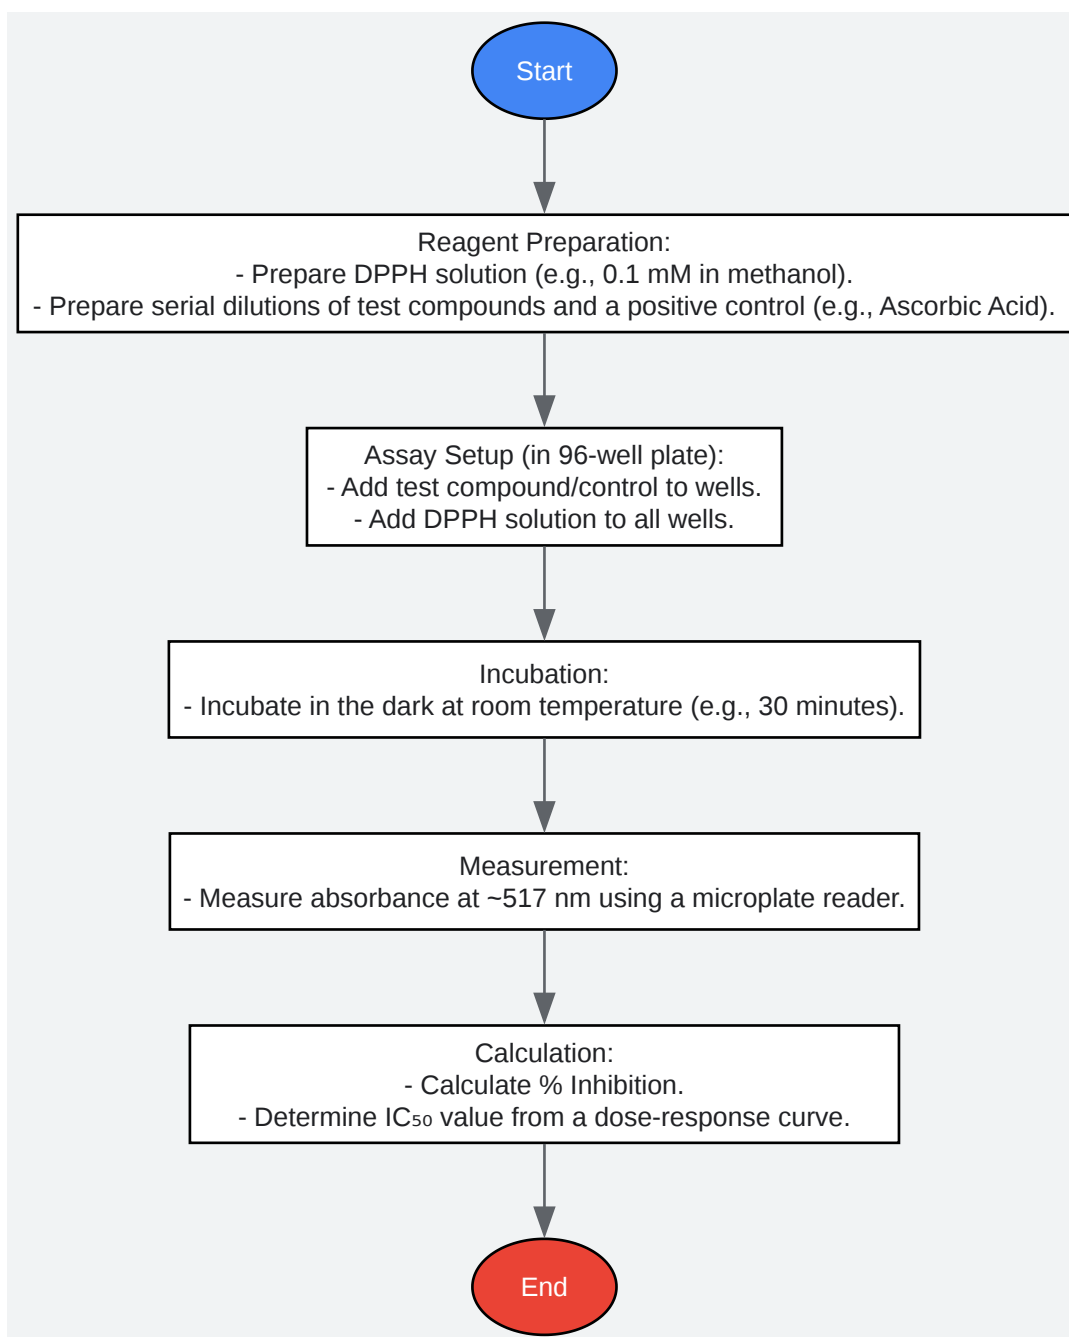 Start
Reagent Preparation:
- Prepare DPPH solution (e.g., 0.1 mM in methanol).
- Prepare serial dilutions of test compounds and a positive control (e.g., Ascorbic Acid).
Assay Setup (in 96-well plate):
- Add test compound/control to wells.
- Add DPPH solution to all wells.
Incubation:
- Incubate in the dark at room temperature (e.g., 30 minutes).
Measurement:
- Measure absorbance at ~517 nm using a microplate reader.
Calculation:
- Calculate % Inhibition.
- Determine IC₅₀ value from a dose-response curve.
End